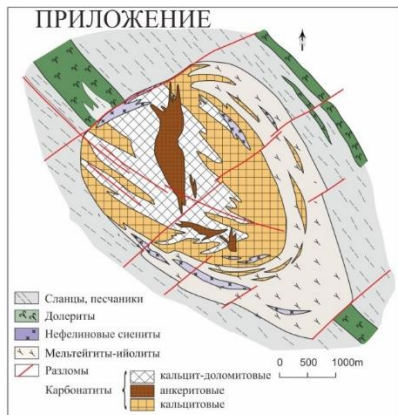 ПРИЛОЖЕНИЕ
Сланцы, песчаники
Долериты
Нефелиновые сиениты
Мельтейгиты-ийолиты
Разломы
Карбонатиты
кальцит-доломитовые
анкеритовые
кальцитовые
0 500 1000m